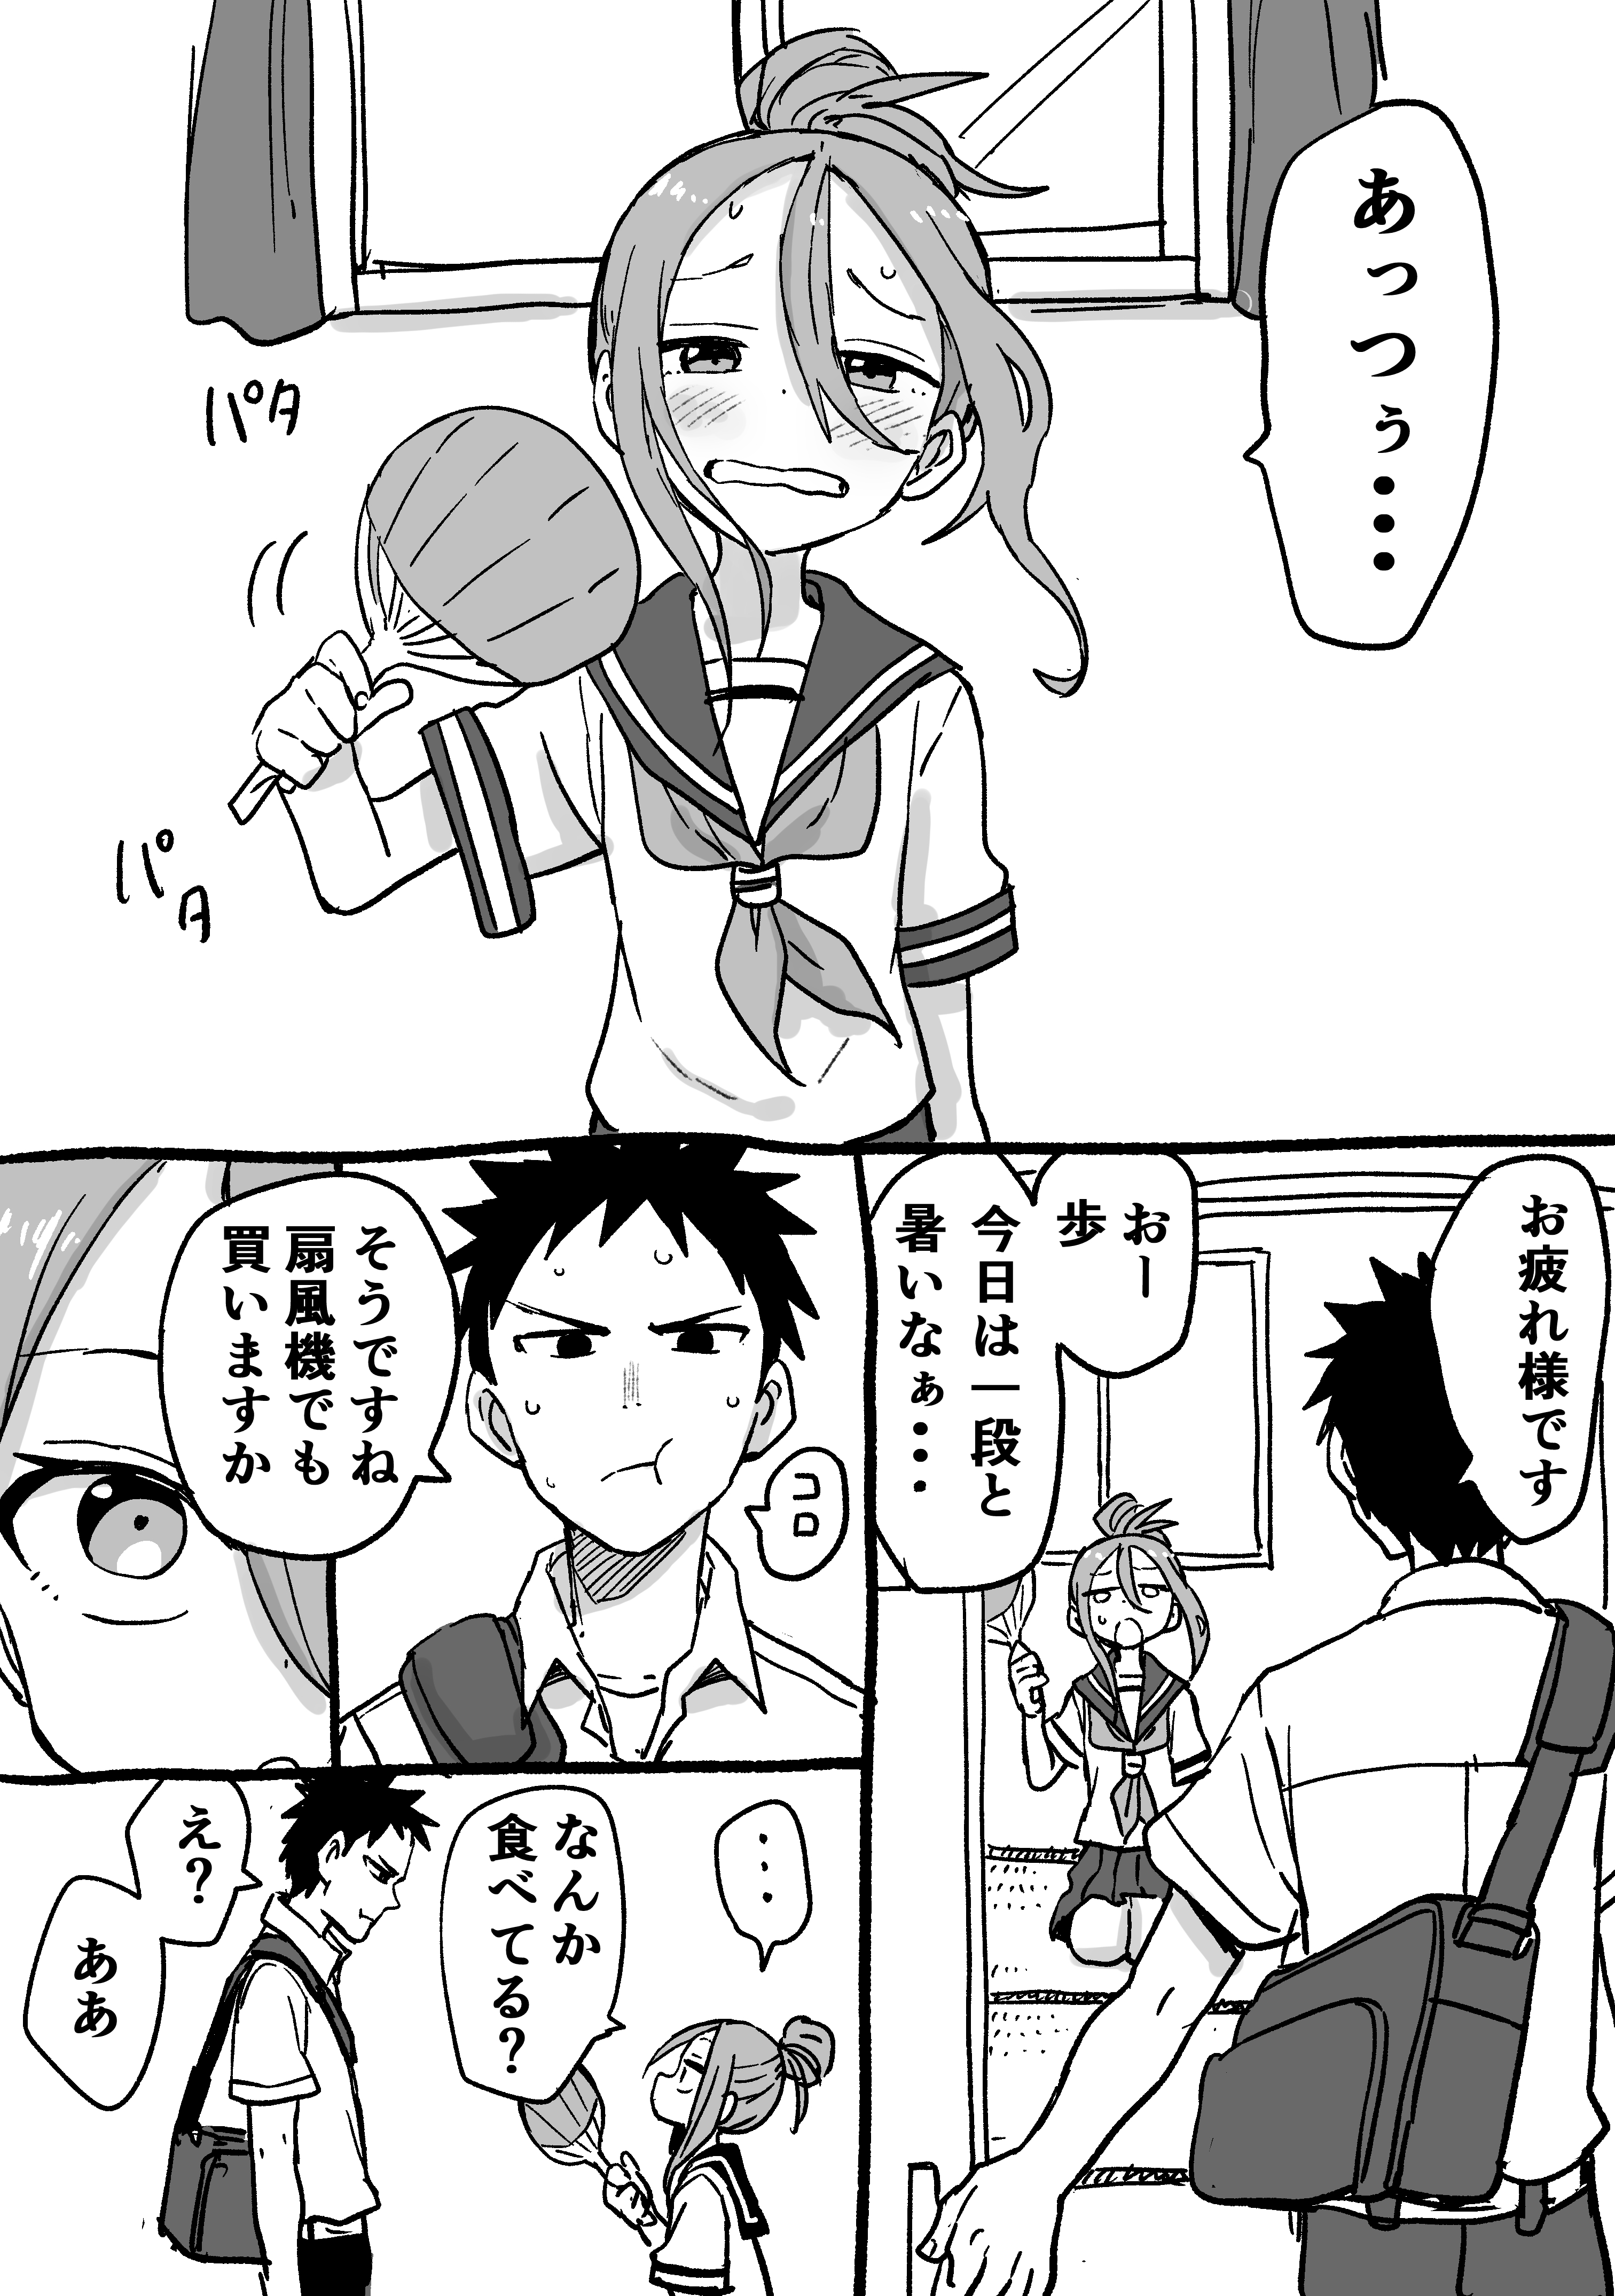 あっつぅ・・・
パタ
パタ
お疲れ様です
おー
歩
今日は一段と
暑いなぁ・・・
コロ
そうですね
扇風機でも
買いますか
・・・
なんか
食べてる?
え?
ああ